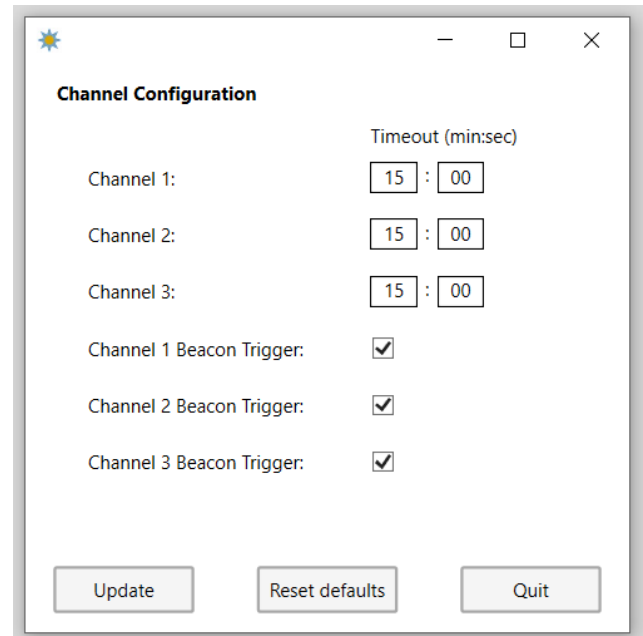 Channel Configuration
Timeout (min:sec)
Channel 1: 15 : 00
Channel 2: 15 : 00
Channel 3: 15 : 00
Channel 1 Beacon Trigger:
Channel 2 Beacon Trigger:
Channel 3 Beacon Trigger:
Update Reset defaults Quit